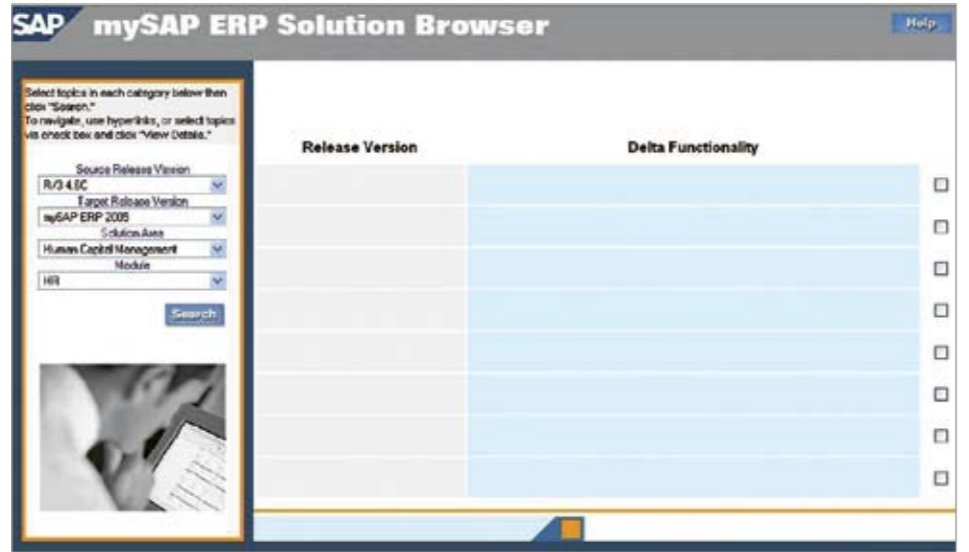 SAP mySAP ERP Solution Browser
Help
Select topics in each category below then
click "Search."
To navigate, use hyperlinks, or select topics
via check box and click "View Details."
Source Release Version
R/3 4.6C
Target Release Version
mySAP ERP 2005
Solution Area
Human Capital Management
Module
HR
Search
Release Version
Delta Functionality